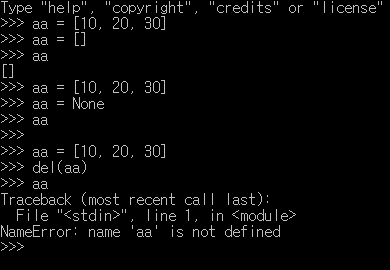 Type "help", "copyright", "credits" or "license"
>>> aa = [10, 20, 30]
>>> aa = []
>>> aa
[]
>>> aa = [10, 20, 30]
>>> aa = None
>>> aa
>>>
>>> aa = [10, 20, 30]
>>> del(aa)
>>> aa
Traceback (most recent call last):
  File "<stdin>", line 1, in <module>
NameError: name 'aa' is not defined
>>>